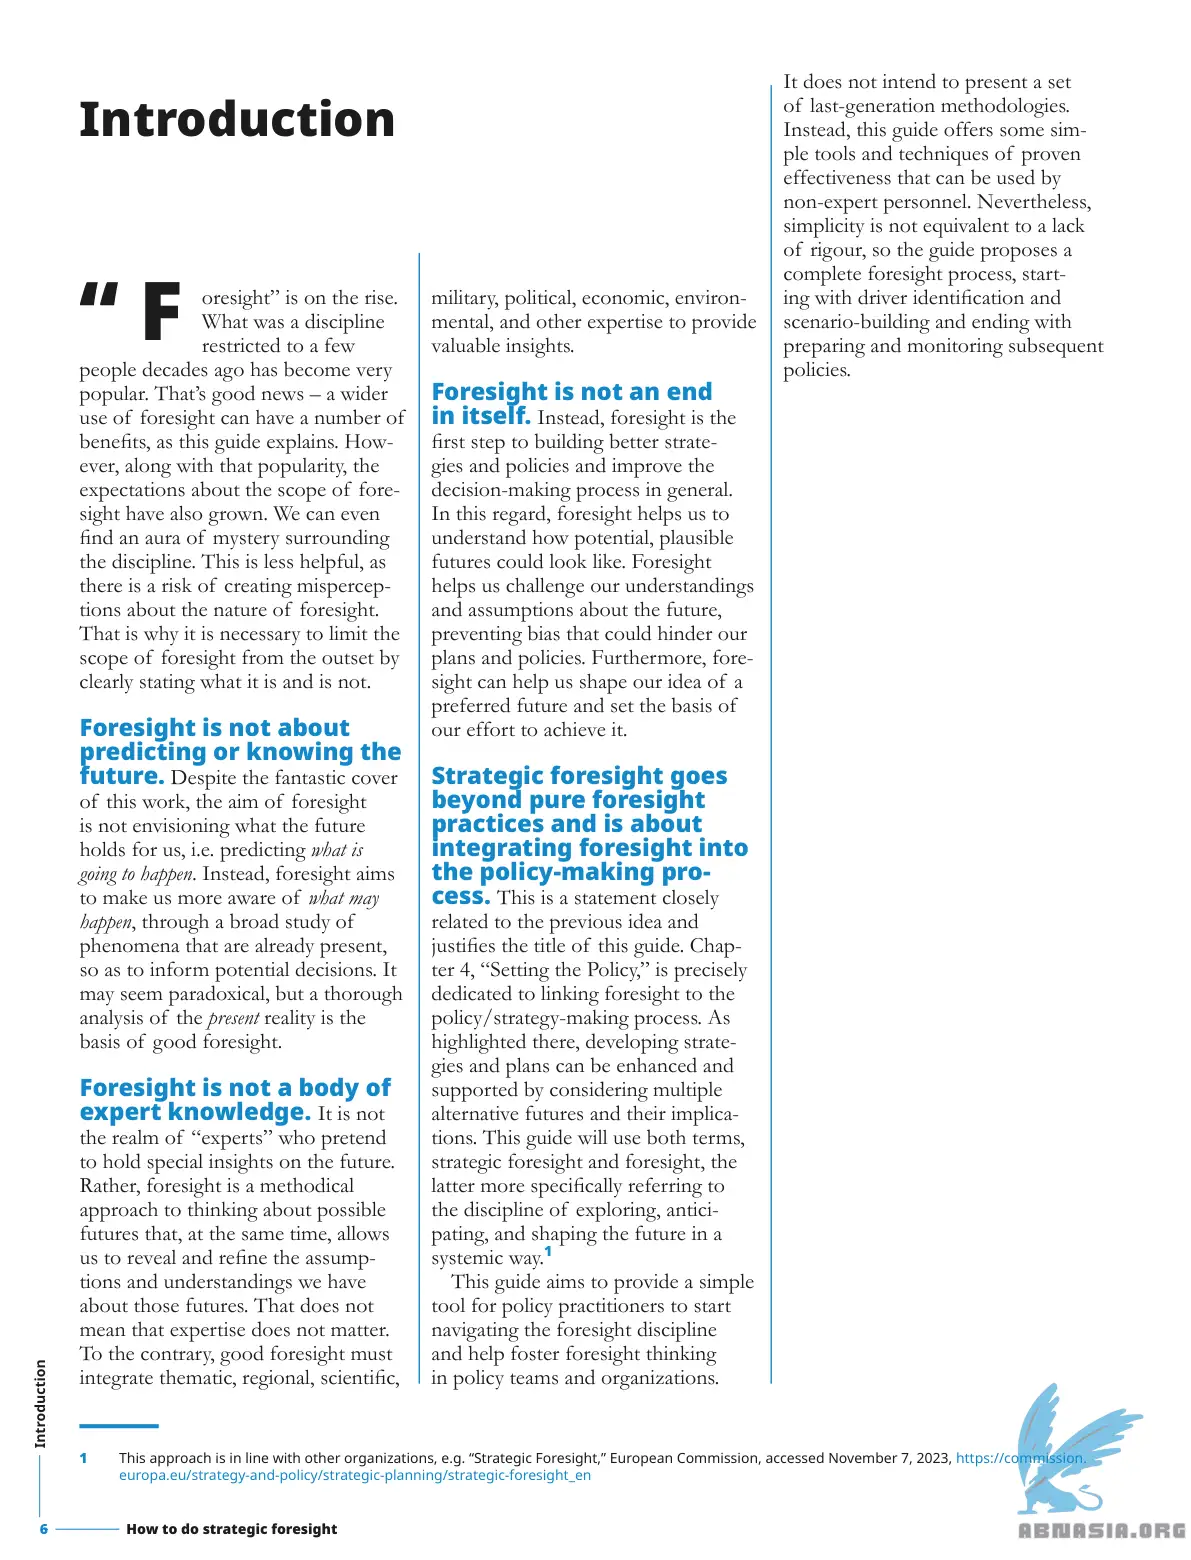 Introduction
“Foresight” is on the rise.
What was a discipline
restricted to a few
people decades ago has become very
popular. That’s good news – a wider
use of foresight can have a number of
benefits, as this guide explains. How-
ever, along with that popularity, the
expectations about the scope of fore-
sight have also grown. We can even
find an aura of mystery surrounding
the discipline. This is less helpful, as
there is a risk of creating mispercep-
tions about the nature of foresight.
That is why it is necessary to limit the
scope of foresight from the outset by
clearly stating what it is and is not.
Foresight is not about
predicting or knowing the
future. Despite the fantastic cover
of this work, the aim of foresight
is not envisioning what the future
holds for us, i.e. predicting what is
going to happen. Instead, foresight aims
to make us more aware of what may
happen, through a broad study of
phenomena that are already present,
so as to inform potential decisions. It
may seem paradoxical, but a thorough
analysis of the present reality is the
basis of good foresight.
Foresight is not a body of
expert knowledge. It is not
the realm of “experts” who pretend
to hold special insights on the future.
Rather, foresight is a methodical
approach to thinking about possible
futures that, at the same time, allows
us to reveal and refine the assump-
tions and understandings we have
about those futures. That does not
mean that expertise does not matter.
To the contrary, good foresight must
integrate thematic, regional, scientific,
military, political, economic, environ-
mental, and other expertise to provide
valuable insights.
Foresight is not an end
in itself. Instead, foresight is the
first step to building better strate-
gies and policies and improve the
decision-making process in general.
In this regard, foresight helps us to
understand how potential, plausible
futures could look like. Foresight
helps us challenge our understandings
and assumptions about the future,
preventing bias that could hinder our
plans and policies. Furthermore, fore-
sight can help us shape our idea of a
preferred future and set the basis of
our effort to achieve it.
Strategic foresight goes
beyond pure foresight
practices and is about
integrating foresight into
the policy-making pro-
cess. This is a statement closely
related to the previous idea and
justifies the title of this guide. Chap-
ter 4, “Setting the Policy,” is precisely
dedicated to linking foresight to the
policy/strategy-making process. As
highlighted there, developing strate-
gies and plans can be enhanced and
supported by considering multiple
alternative futures and their implica-
tions. This guide will use both terms,
strategic foresight and foresight, the
latter more specifically referring to
the discipline of exploring, antici-
pating, and shaping the future in a
systemic way.1
This guide aims to provide a simple
tool for policy practitioners to start
navigating the foresight discipline
and help foster foresight thinking
in policy teams and organizations.
It does not intend to present a set
of last-generation methodologies.
Instead, this guide offers some sim-
ple tools and techniques of proven
effectiveness that can be used by
non-expert personnel. Nevertheless,
simplicity is not equivalent to a lack
of rigour, so the guide proposes a
complete foresight process, start-
ing with driver identification and
scenario-building and ending with
preparing and monitoring subsequent
policies.
1 This approach is in line with other organizations, e.g. “Strategic Foresight,” European Commission, accessed November 7, 2023, https://commission.
europa.eu/strategy-and-policy/strategic-planning/strategic-foresight_en
Introduction
6 How to do strategic foresight
ABNASIA.ORG